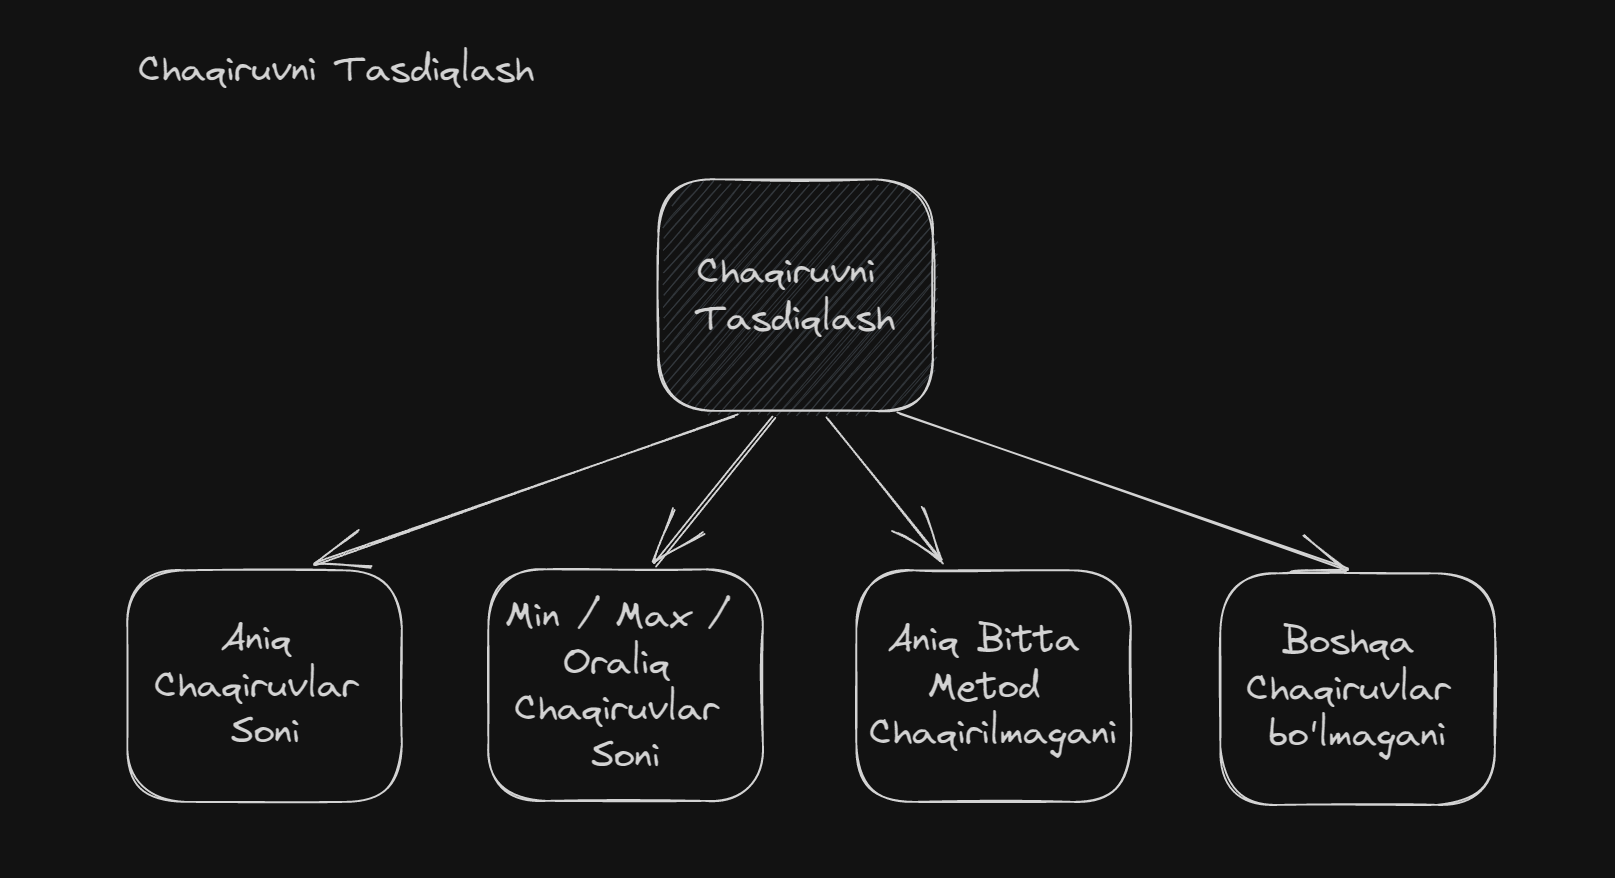 Chaqiruvni Tasdiqlash
Chaqiruvni
Tasdiqlash
Aniq
Chaqiruvlar
Soni
Min / Max /
Oraliq
Chaqiruvlar
Soni
Aniq Bitta
Metod
Chaqirilmagani
Boshqa
Chaqiruvlar
bo'lmagani